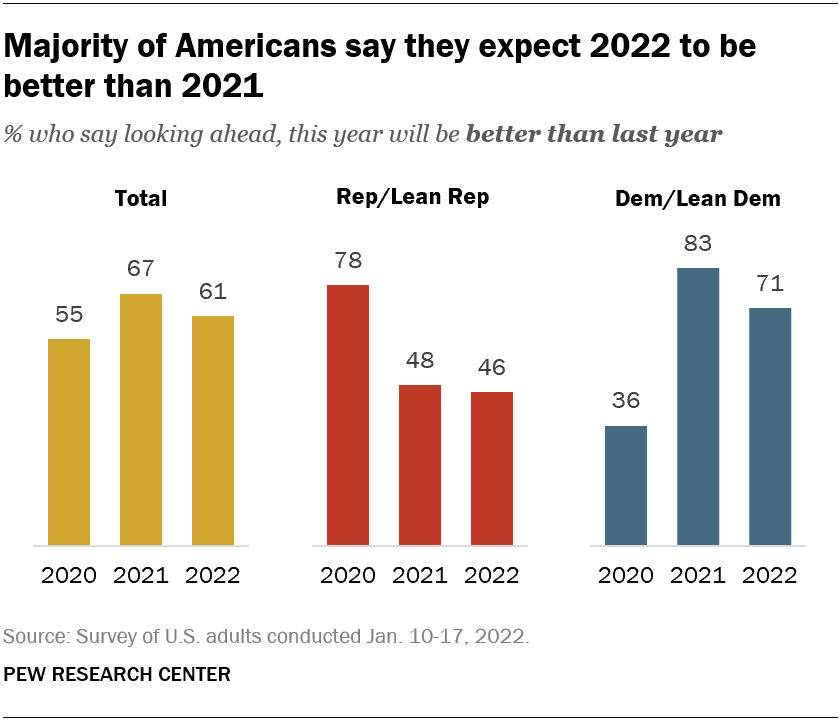 Majority of Americans say they expect 2022 to be
better than 2021
% who say looking ahead, this year will be better than last year
Total
55
67
61
2020 2021 2022
Rep/Lean Rep
78
48
46
2020 2021 2022
Dem/Lean Dem
36
83
71
2020 2021 2022
Source: Survey of U.S. adults conducted Jan. 10-17, 2022.
PEW RESEARCH CENTER